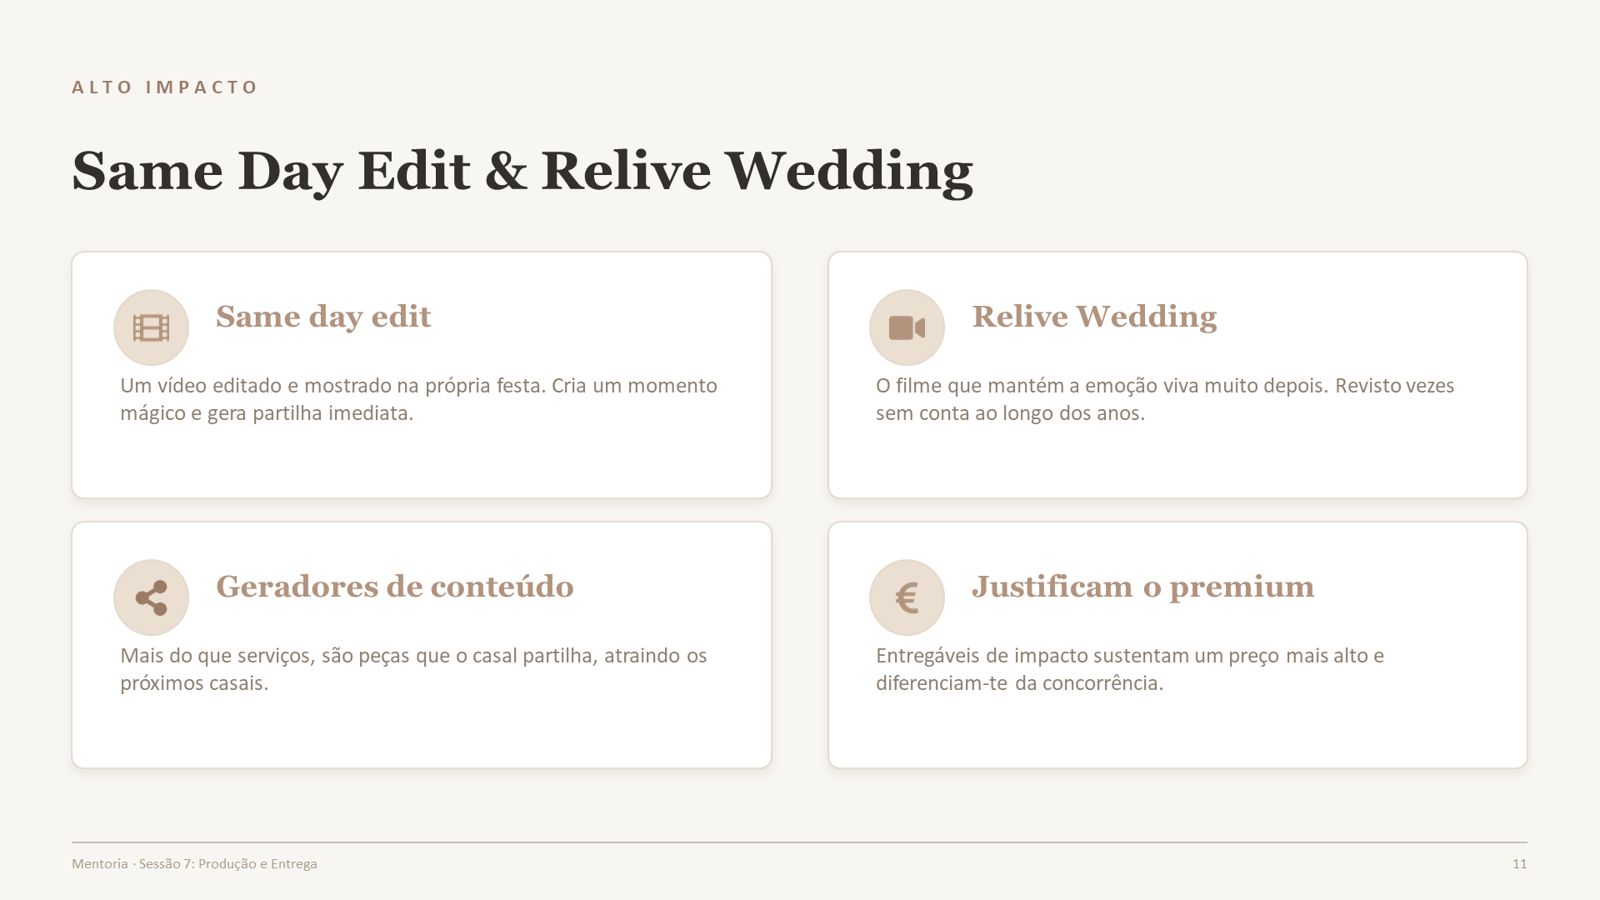 ALTO IMPACTO
Same Day Edit & Relive Wedding
Same day edit
Um vídeo editado e mostrado na própria festa. Cria um momento
mágico e gera partilha imediata.
Relive Wedding
O filme que mantém a emoção viva muito depois. Revisto vezes
sem conta ao longo dos anos.
Geradores de conteúdo
Mais do que serviços, são peças que o casal partilha, atraindo os
próximos casais.
€
Justificam o premium
Entregáveis de impacto sustentam um preço mais alto e
diferenciam-te da concorrência.
Mentoria · Sessão 7: Produção e Entrega
11